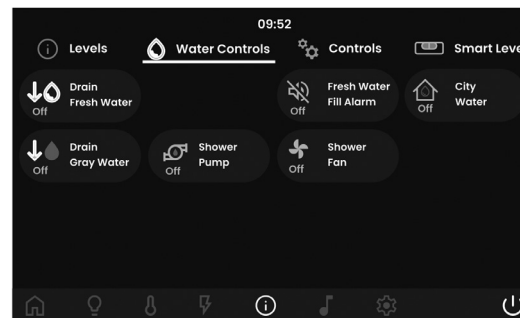 09:52
Levels
Water Controls
Controls
Smart Leve
Drain
Fresh Water
Off
Fresh Water
Fill Alarm
Off
City
Water
Off
Drain
Gray Water
Off
Shower
Pump
Off
Shower
Fan
Off